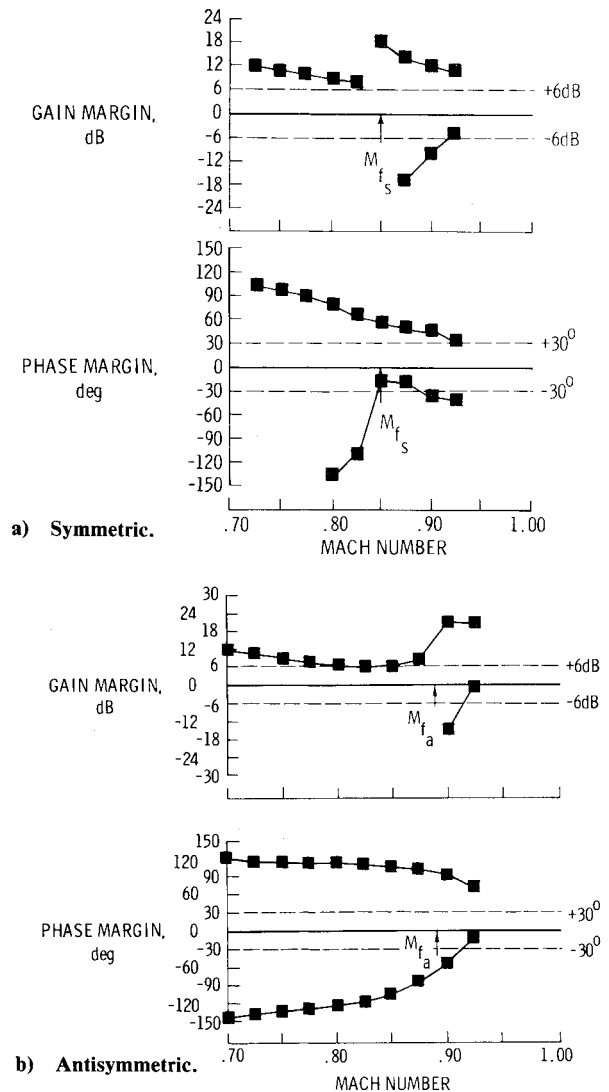 24
18
12
6
0
-6
-12
-18
-24
GAIN MARGIN,
dB
+6dB
-6dB
M
f
s
150
120
90
60
30
0
-30
-60
-90
-120
-150
PHASE MARGIN,
deg
+30°
-30°
M
f
s
.70 .80 .90 1.00
MACH NUMBER
a) Symmetric.
30
24
18
12
6
0
-6
-12
-18
-24
-30
GAIN MARGIN,
dB
+6dB
-6dB
M
f
a
150
120
90
60
30
0
-30
-60
-90
-120
-150
PHASE MARGIN,
deg
+30°
-30°
M
f
a
.70 .80 .90 1.00
MACH NUMBER
b) Antisymmetric.